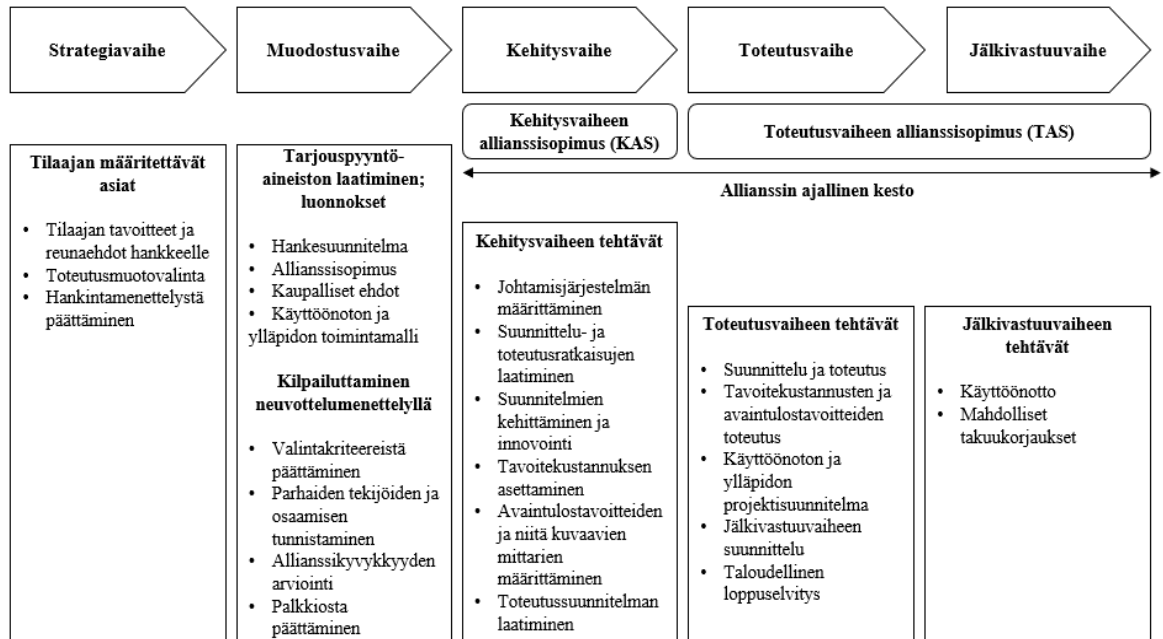 Strategiavaihe
Muodostusvaihe
Kehitysvaihe
Toteutusvaihe
Jälkivastuuvaihe
Kehitysvaiheen
allianssisopimus (KAS)
Toteutusvaiheen allianssisopimus (TAS)
Allianssin ajallinen kesto
Tilaajan määritettävät
asiat
• Tilaajan tavoitteet ja
reunaehdot hankkeelle
• Toteutusmuotovalinta
• Hankintamenettelystä
päättäminen
Tarjouspyyntö-
aineiston laatiminen;
luonnokset
• Hankesuunnitelma
• Allianssisopimus
• Kaupalliset ehdot
• Käyttöönoton ja
ylläpidon toimintamalli
Kilpailuttaminen
neuvottelumenettelyllä
• Valintakriteereistä
päättäminen
• Parhaiden tekijöiden ja
osaamisen
tunnistaminen
• Allianssikyvykkyyden
arviointi
• Palkkiosta
päättäminen
Kehitysvaiheen tehtävät
• Johtamisjärjestelmän
määrittäminen
• Suunnittelu- ja
toteutusratkaisujen
laatiminen
• Suunnitelmien
kehittäminen ja
innovointi
• Tavoitekustannuksen
asettaminen
• Avaintulostavoitteiden
ja niitä kuvaavien
mittarien
määrittäminen
• Toteutussuunnitelman
laatiminen
Toteutusvaiheen tehtävät
• Suunnittelu ja toteutus
• Tavoitekustannusten ja
avaintulostavoitteiden
toteutus
• Käyttöönoton ja
ylläpidon
projektisuunnitelma
• Jälkivastuuvaiheen
suunnittelu
• Taloudellinen
loppuselvitys
Jälkivastuuvaiheen
tehtävät
• Käyttöönotto
• Mahdolliset
takuukorjaukset